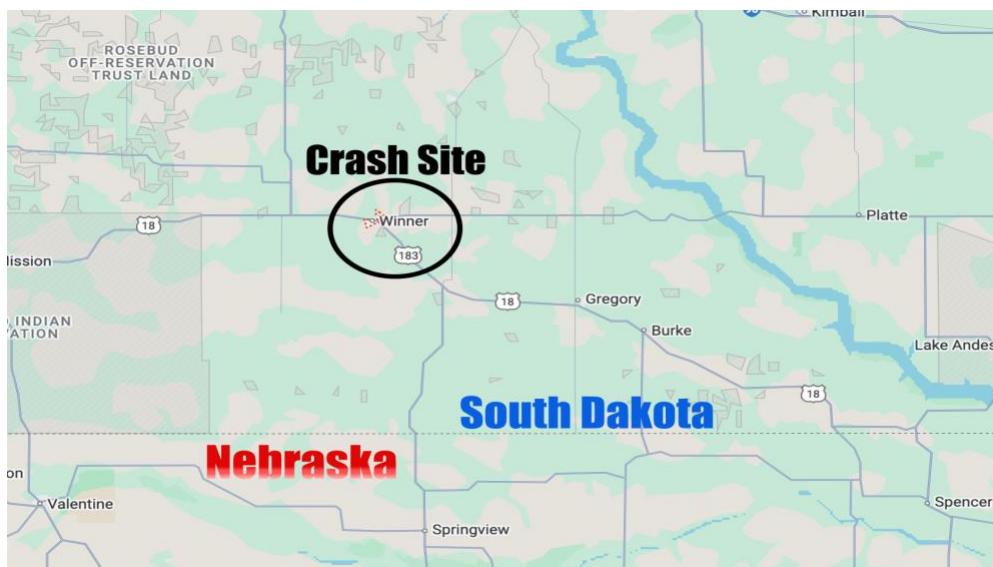 Kimball
ROSEBUD
OFF-RESERVATION
TRUST LAND
Crash Site
Winner
18
Platte
183
ission
18
Gregory
INDIAN
ATION
Burke
Lake Andes
18
South Dakota
Nebraska
on
Valentine
Springview
Spencer